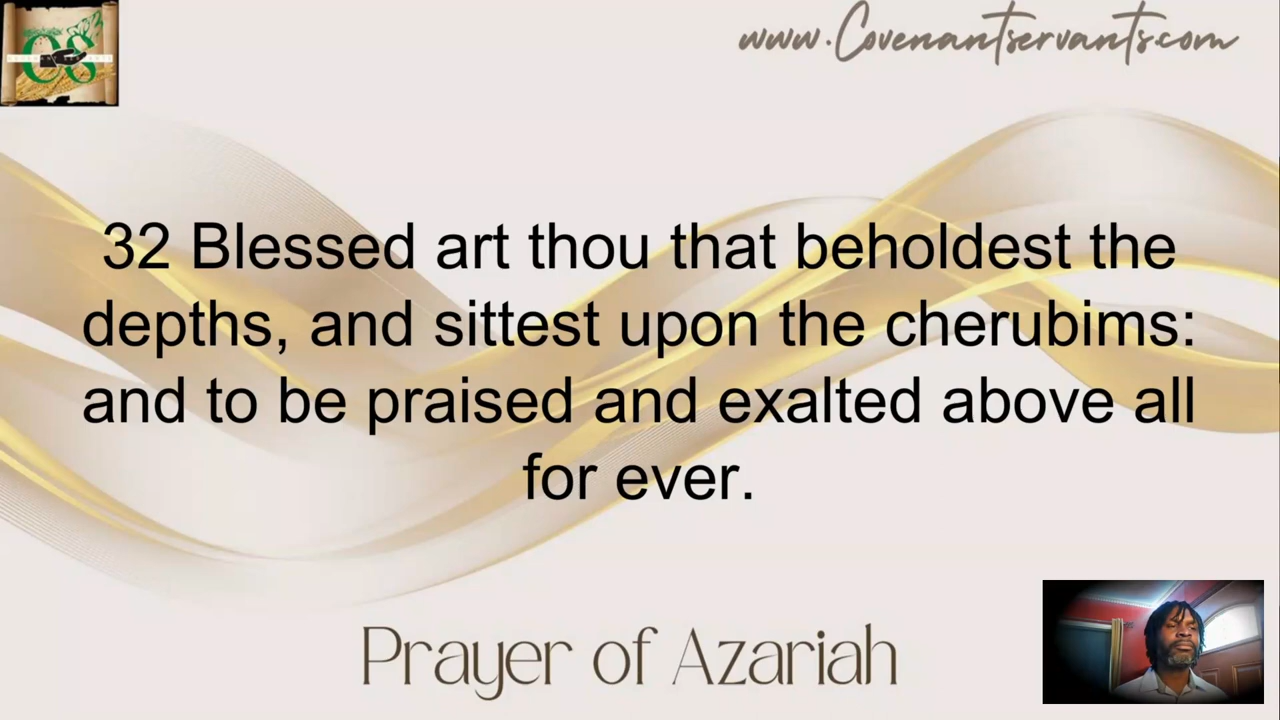 www.Covenantservants.com
CS
32 Blessed art thou that beholdest the
depths, and sittest upon the cherubims:
and to be praised and exalted above all
for ever.
Prayer of Azariah